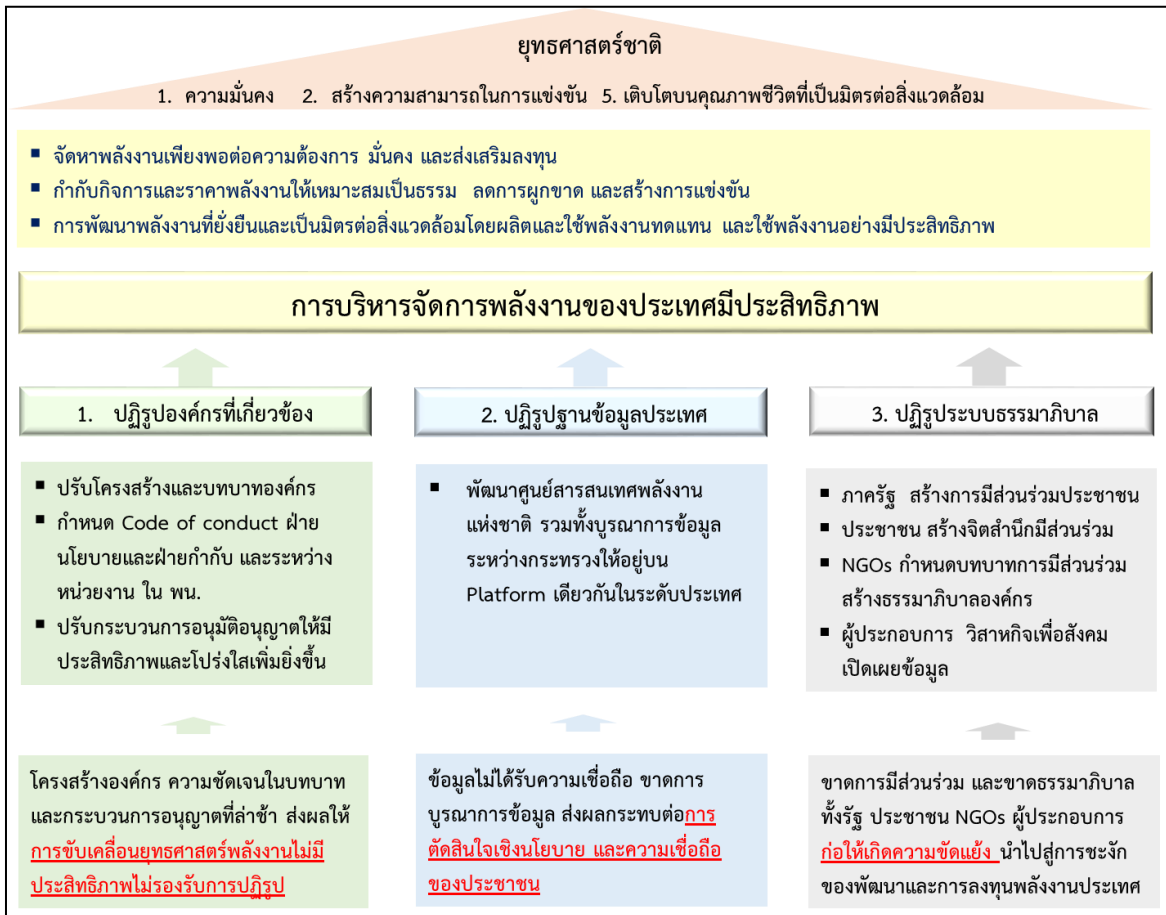 ยุทธศาสตร์ชาติ
1. ความมั่นคง 2. สร้างความสามารถในการแข่งขัน 5. เติบโตบนคุณภาพชีวิตที่เป็นมิตรต่อสิ่งแวดล้อม
▪ จัดหาพลังงานเพียงพอต่อความต้องการ มั่นคง และส่งเสริมลงทุน
▪ กำกับกิจการและราคาพลังงานให้เหมาะสมเป็นธรรม ลดการผูกขาด และสร้างการแข่งขัน
▪ การพัฒนาพลังงานที่ยั่งยืนและเป็นมิตรต่อสิ่งแวดล้อมโดยผลิตและใช้พลังงานทดแทน และใช้พลังงานอย่างมีประสิทธิภาพ
การบริหารจัดการพลังงานของประเทศมีประสิทธิภาพ
1. ปฏิรูปองค์กรที่เกี่ยวข้อง
▪ ปรับโครงสร้างและบทบาทองค์กร
▪ กำหนด Code of conduct ฝ่าย
นโยบายและฝ่ายกำกับ และระหว่าง
หน่วยงาน ใน พน.
▪ ปรับกระบวนการอนุมัติอนุญาตให้มี
ประสิทธิภาพและโปร่งใสเพิ่มยิ่งขึ้น
โครงสร้างองค์กร ความชัดเจนในบทบาท
และกระบวนการอนุญาตที่ล่าช้า ส่งผลให้
การขับเคลื่อนยุทธศาสตร์พลังงานไม่มี
ประสิทธิภาพไม่รองรับการปฏิรูป
2. ปฏิรูปฐานข้อมูลประเทศ
▪ พัฒนาศูนย์สารสนเทศพลังงาน
แห่งชาติ รวมทั้งบูรณาการข้อมูล
ระหว่างกระทรวงให้อยู่บน
Platform เดียวกันในระดับประเทศ
ข้อมูลไม่ได้รับความเชื่อถือ ขาดการ
บูรณาการข้อมูล ส่งผลกระทบต่อการ
ตัดสินใจเชิงนโยบาย และความเชื่อถือ
ของประชาชน
3. ปฏิรูประบบธรรมาภิบาล
▪ ภาครัฐ สร้างการมีส่วนร่วมประชาชน
▪ ประชาชน สร้างจิตสำนึกมีส่วนร่วม
▪ NGOs กำหนดบทบาทการมีส่วนร่วม
สร้างธรรมาภิบาลองค์กร
▪ ผู้ประกอบการ วิสาหกิจเพื่อสังคม
เปิดเผยข้อมูล
ขาดการมีส่วนร่วม และขาดธรรมาภิบาล
ทั้งรัฐ ประชาชน NGOs ผู้ประกอบการ
ก่อให้เกิดความขัดแย้ง นำไปสู่การชะงัก
ของพัฒนาและการลงทุนพลังงานประเทศ